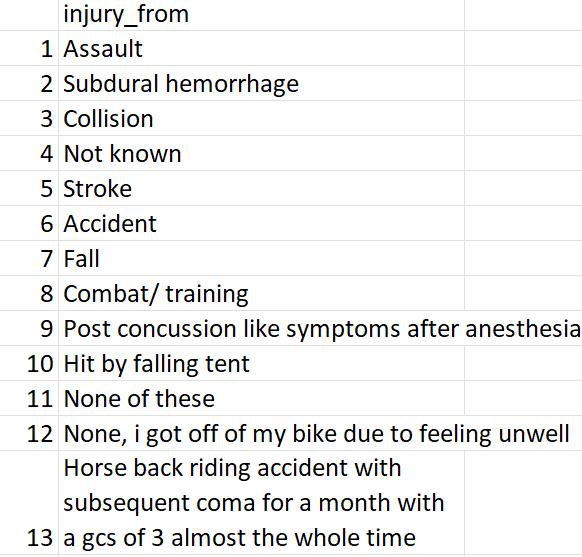 injury_from
1 Assault
2 Subdural hemorrhage
3 Collision
4 Not known
5 Stroke
6 Accident
7 Fall
8 Combat/ training
9 Post concussion like symptoms after anesthesia
10 Hit by falling tent
11 None of these
12 None, i got off of my bike due to feeling unwell
Horse back riding accident with
subsequent coma for a month with
13 a gcs of 3 almost the whole time